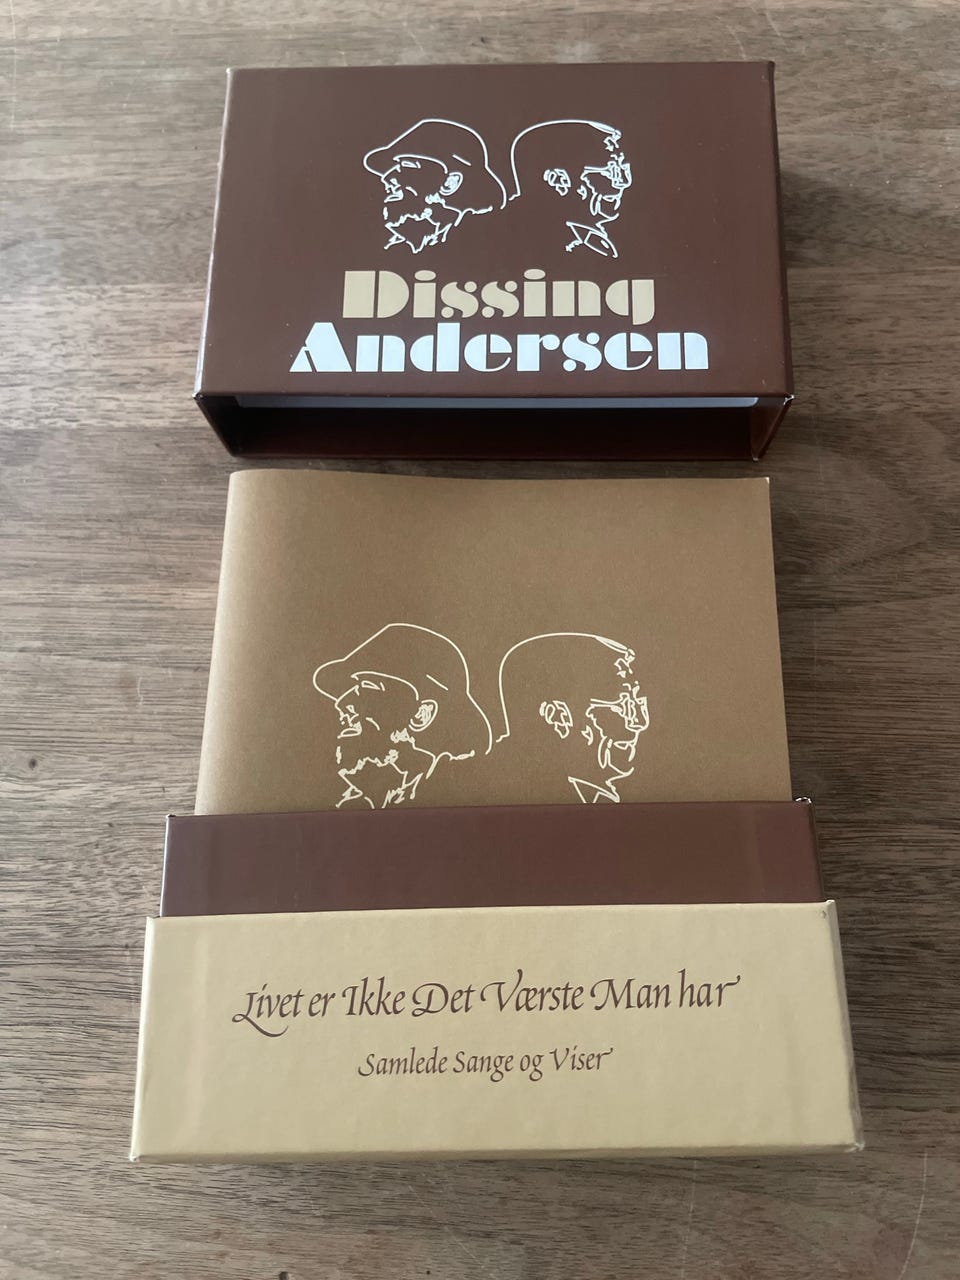 Dissing
Andersen
Livet er Ikke Det Værste Man har
Samlede Sange og Viser